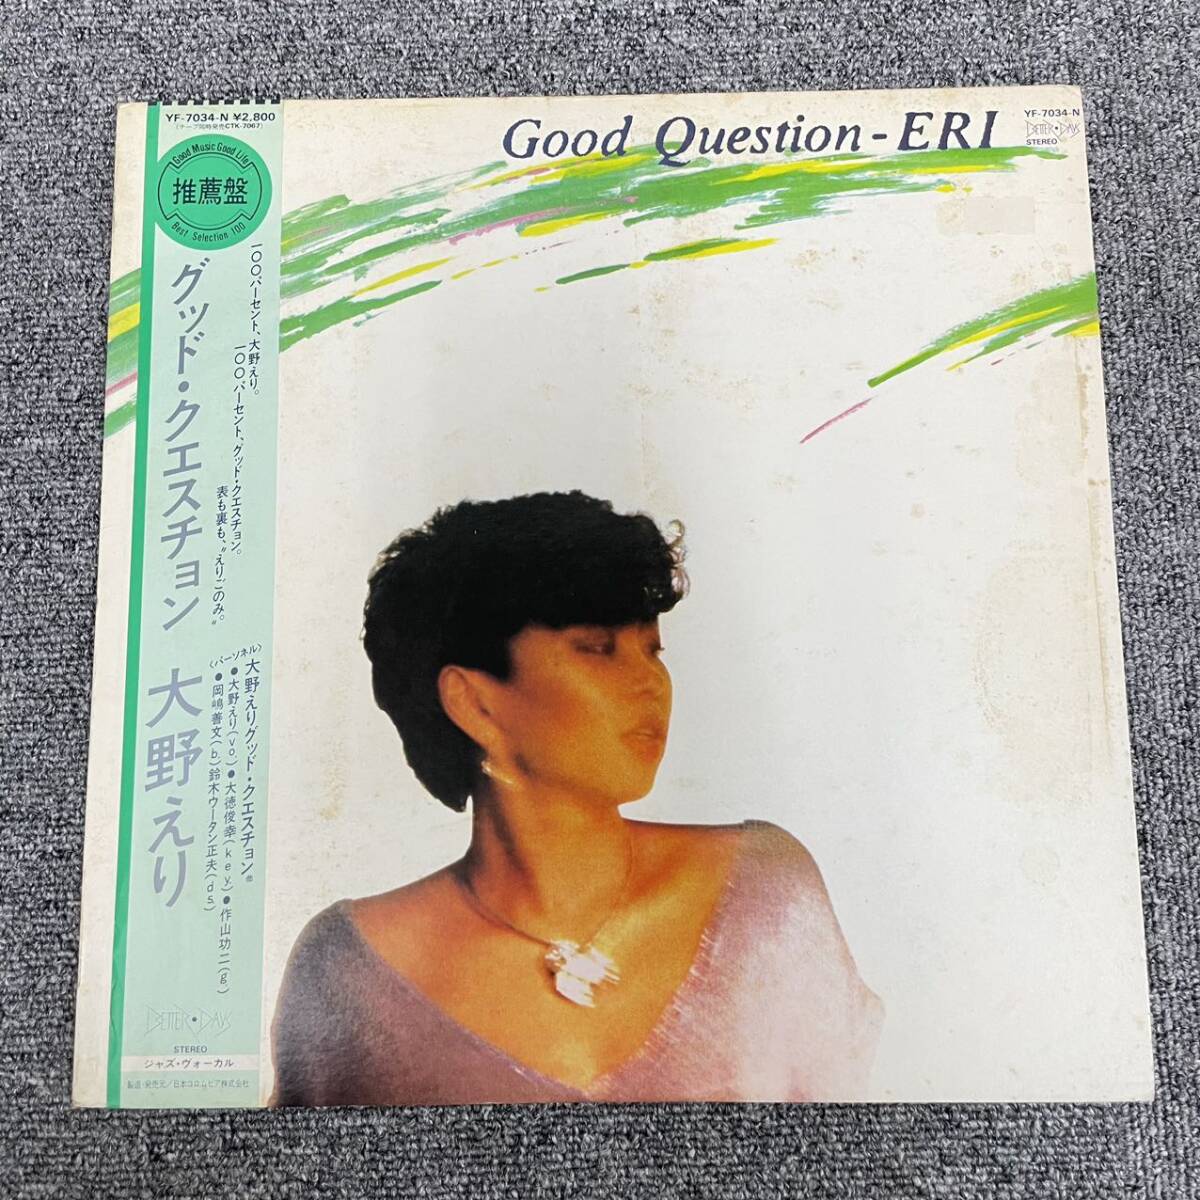 YF-7034-N ¥2,800
(テープ同時発売CTK-7067)
Good Music Good Life
推薦盤
Best Selection 100
グッド・クエスチョン 大野えり
一〇〇パーセント、大野えり。
一〇〇パーセント、グッド・クエスチョン。
表も裏も、“えりごのみ。”
大野えりグッド・クエスチョン
〈パーソネル〉
●大野えり(vo.)●大徳俊幸(key.)●作山功二(g.)
●岡嶋善文(b.)鈴木ウータン正夫(ds.)
BETTER・DAYS
STEREO
ジャズ・ヴォーカル
製造・発売元/日本コロムビア株式会社
Good Question-ERI
YF-7034-N
BETTER・DAYS
STEREO